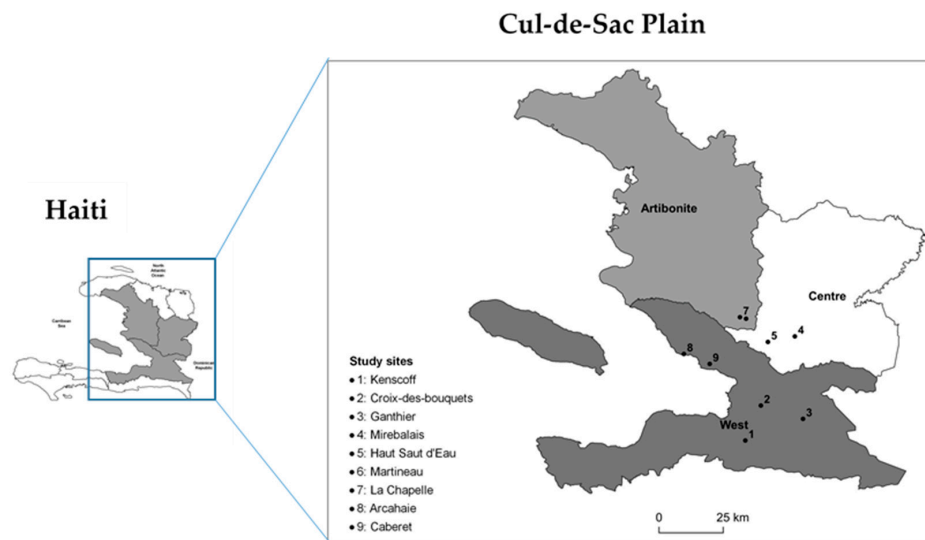 Cul-de-Sac Plain
Haiti
North
Atlantic
Ocean
Caribbean
Sea
Dominican
Republic
Artibonite
Centre
West
7
5
4
8
9
2
3
1
Study sites
1: Kenscoff
2: Croix-des-bouquets
3: Ganthier
4: Mirebalais
5: Haut Saut d'Eau
6: Martineau
7: La Chapelle
8: Arcahaie
9: Caberet
0 25 km